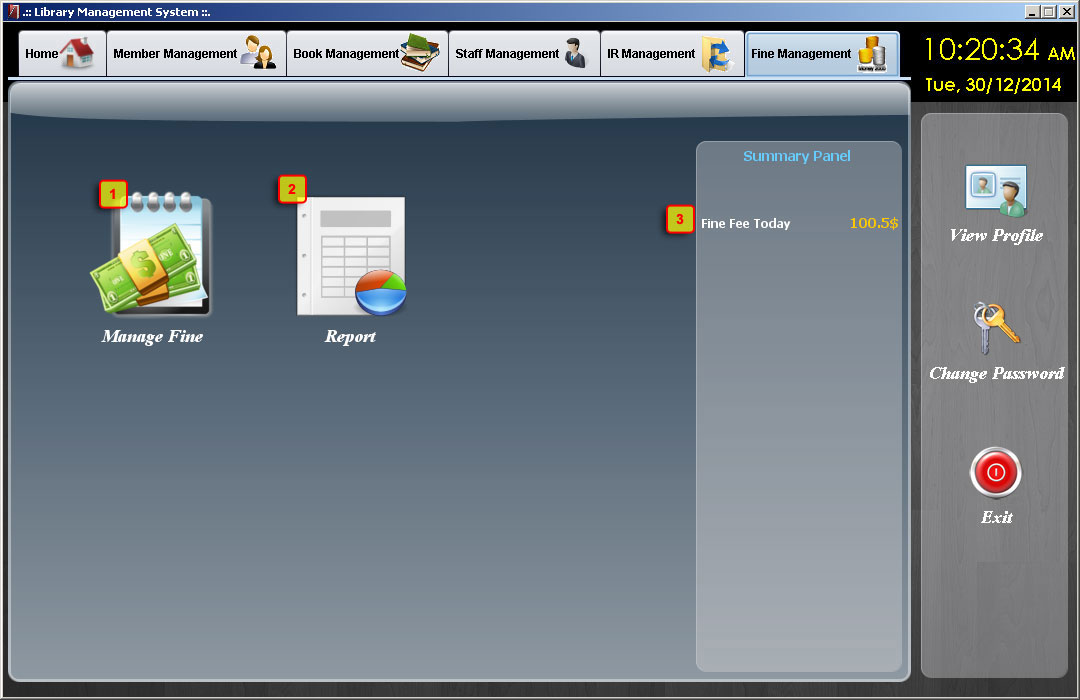 .:: Library Management System ::.
Home
Member Management
Book Management
Staff Management
IR Management
Fine Management
10:20:34 AM
Tue, 30/12/2014
Summary Panel
1
2
3
Fine Fee Today 100.5$
View Profile
Manage Fine
Report
Change Password
Exit